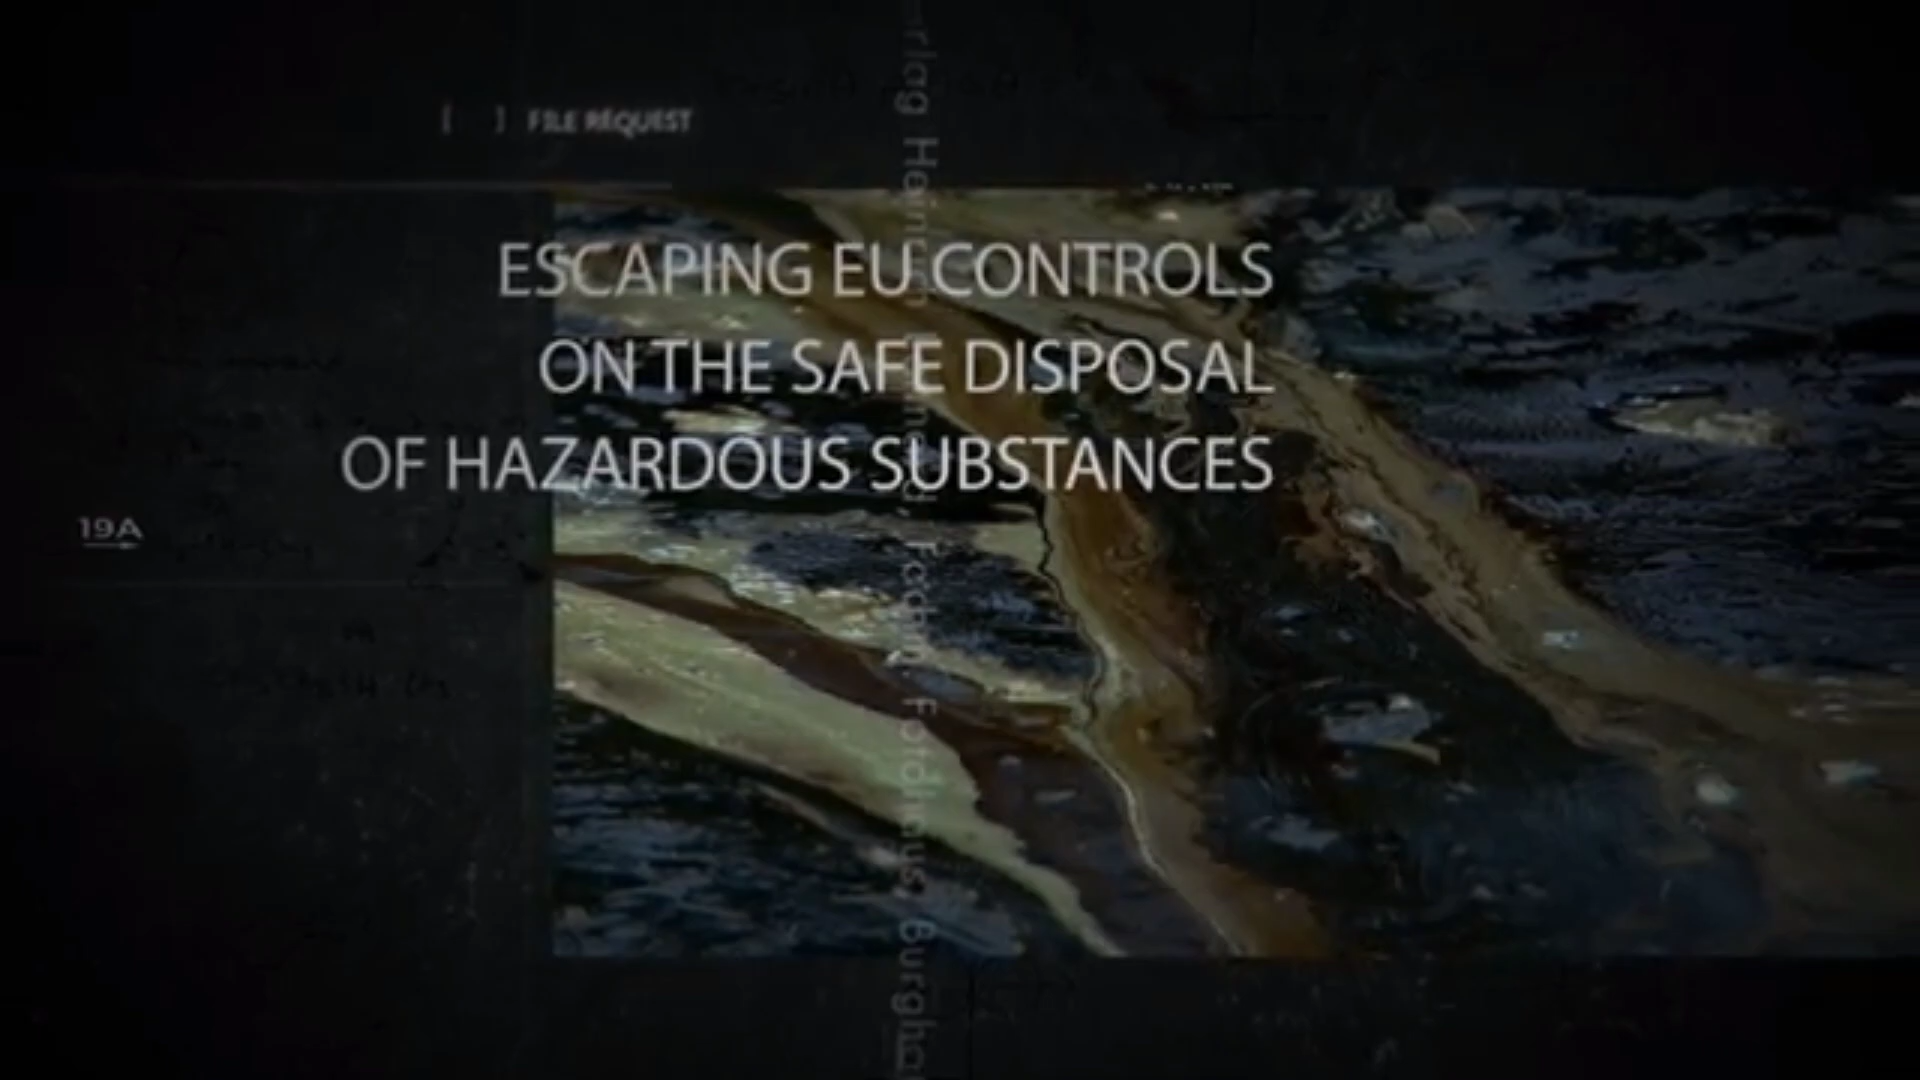 [ ] FILE REQUEST
ESCAPING EU CONTROLS
ON THE SAFE DISPOSAL
OF HAZARDOUS SUBSTANCES
19A